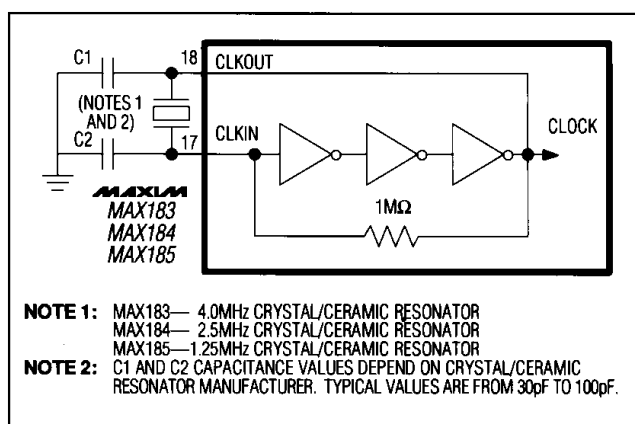 C1
18
CLKOUT
(NOTES 1
AND 2)
17
CLKIN
C2
CLOCK
1MΩ
MAXIM
MAX183
MAX184
MAX185
NOTE 1: MAX183— 4.0MHz CRYSTAL/CERAMIC RESONATOR
MAX184— 2.5MHz CRYSTAL/CERAMIC RESONATOR
MAX185—1.25MHz CRYSTAL/CERAMIC RESONATOR
NOTE 2: C1 AND C2 CAPACITANCE VALUES DEPEND ON CRYSTAL/CERAMIC
RESONATOR MANUFACTURER. TYPICAL VALUES ARE FROM 30pF TO 100pF.